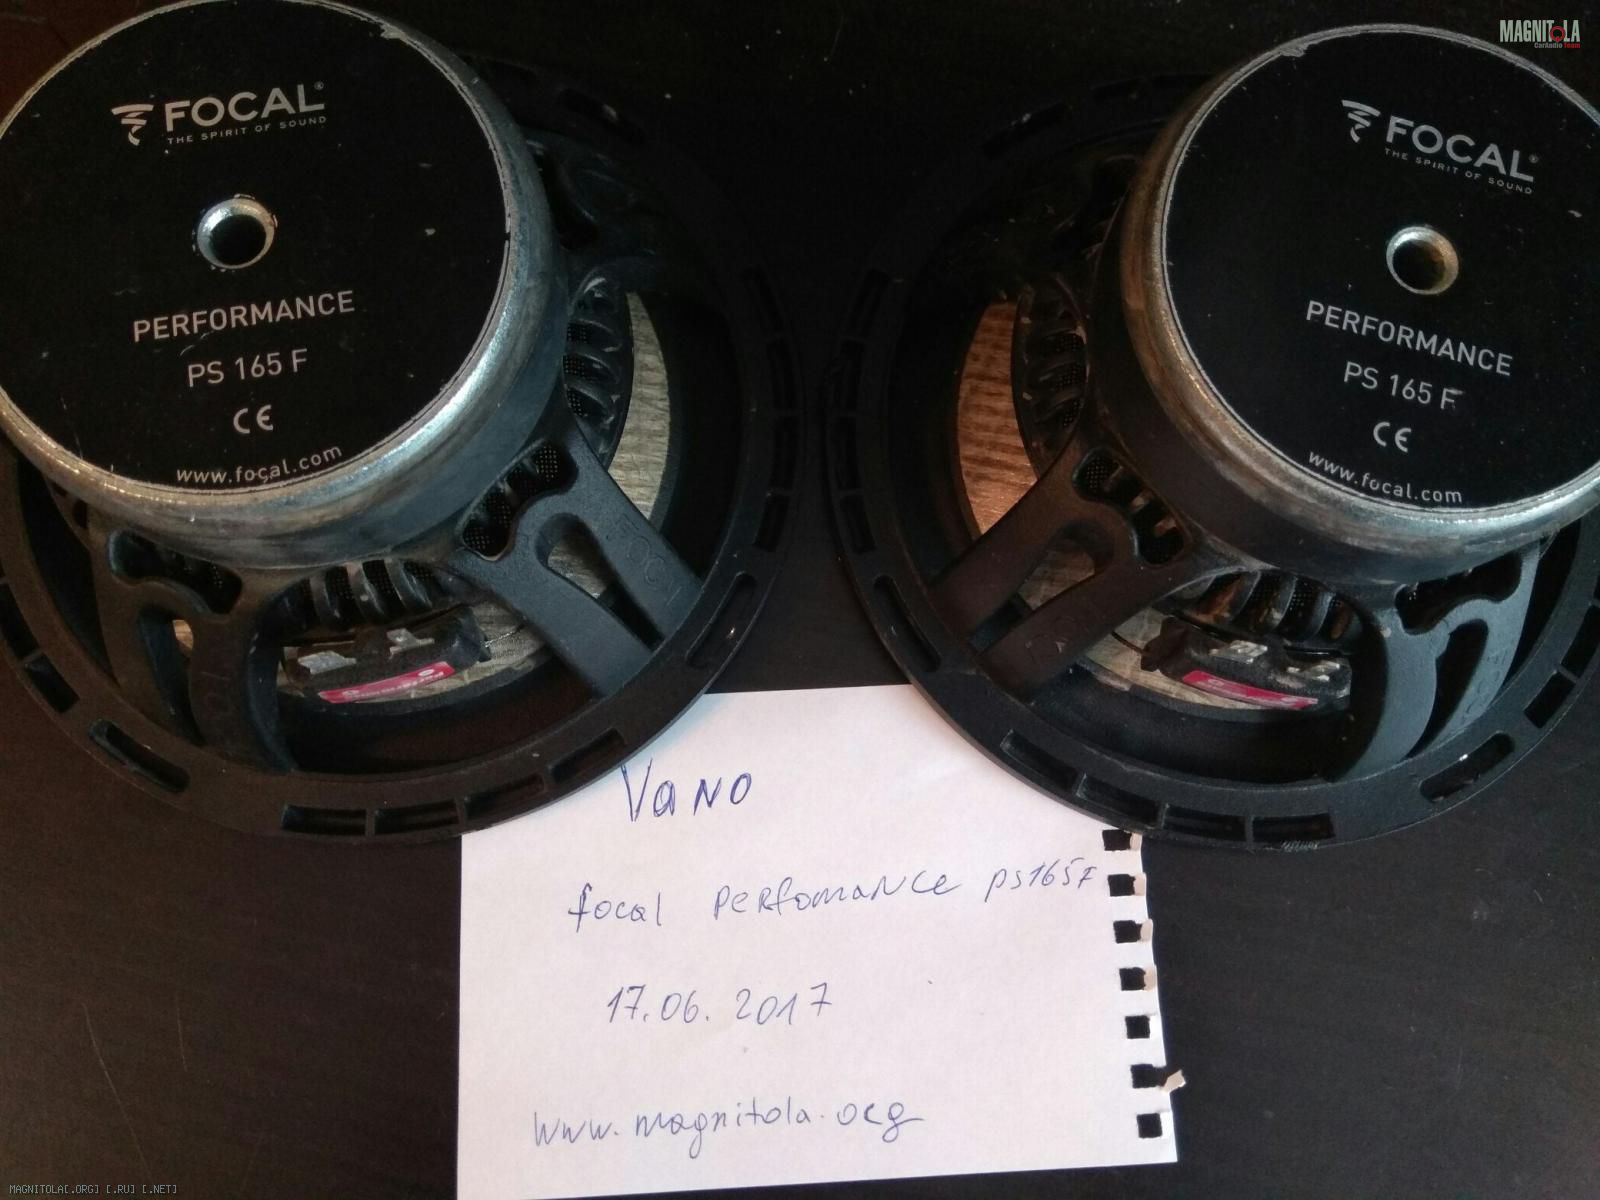 MAGNITOLA
CarAudio Team
FOCAL®
THE SPIRIT OF SOUND
PERFORMANCE
PS 165 F
CE
www.focal.com
FOCAL®
THE SPIRIT OF SOUND
PERFORMANCE
PS 165 F
CE
www.focal.com
Vano
focal Perfomance ps165F
17.06.2017
www.magnitola.org
MAGNITOLA[.ORG] [.RU] [.NET]